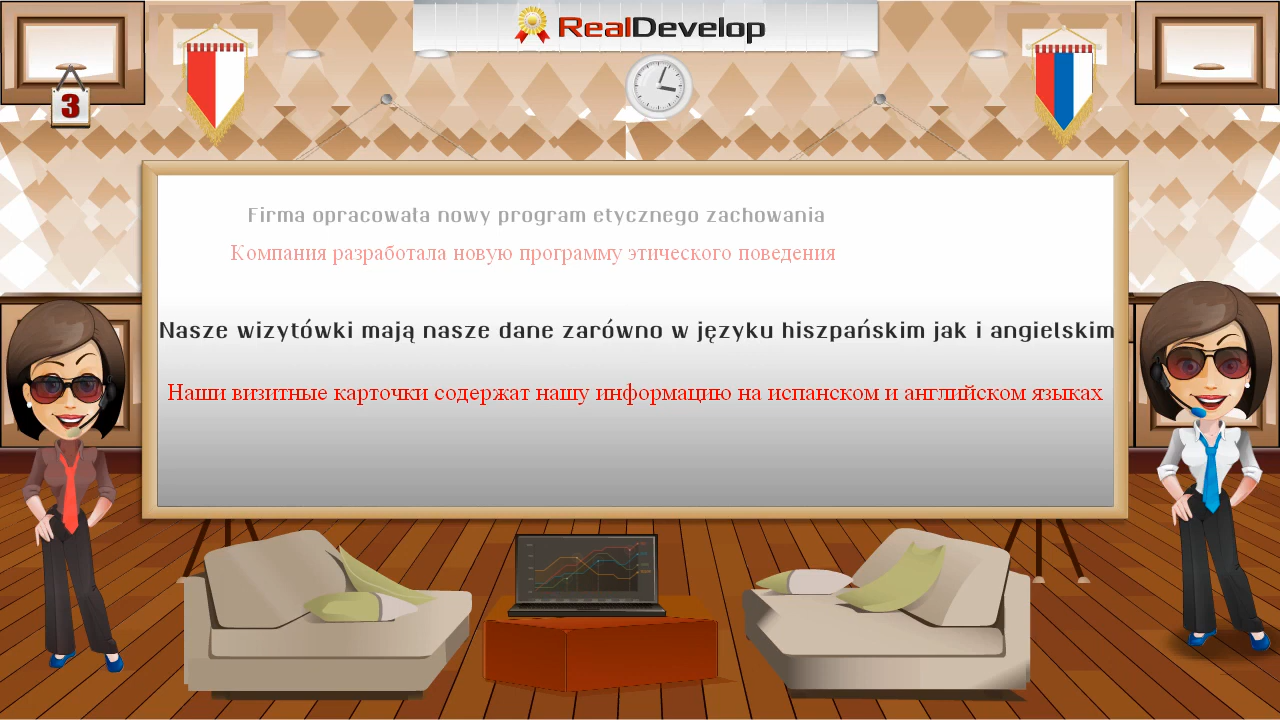 RealDevelop
3
Firma opracowała nowy program etycznego zachowania
Компания разработала новую программу этического поведения
Nasze wizytówki mają nasze dane zarówno w języku hiszpańskim jak i angielskim
Наши визитные карточки содержат нашу информацию на испанском и английском языках